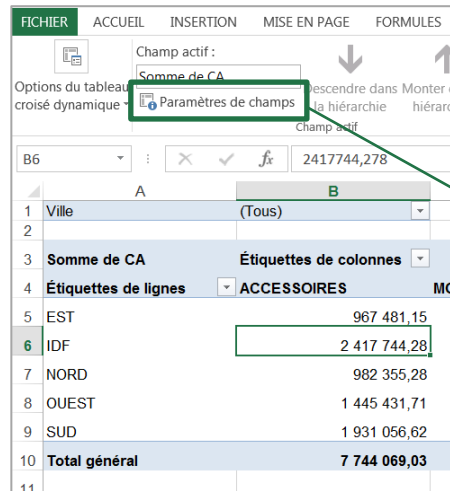 FICHIER ACCUEIL INSERTION MISE EN PAGE FORMULES
Champ actif :
Somme de CA
Options du tableau croisé dynamique
Paramètres de champs
Descendre dans la hiérarchie
Monter
Champ actif
B6 fx 2417744,278
A B
1 Ville (Tous)
2
3 Somme de CA Étiquettes de colonnes
4 Étiquettes de lignes ACCESSOIRES
5 EST 967 481,15
6 IDF 2 417 744,28
7 NORD 982 355,28
8 OUEST 1 445 431,71
9 SUD 1 931 056,62
10 Total général 7 744 069,03
11